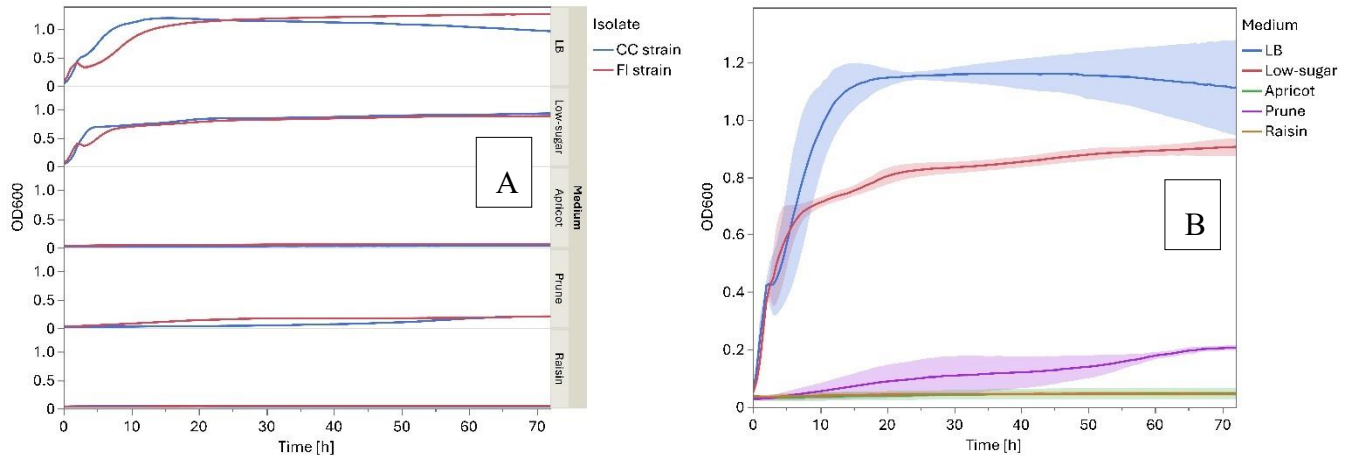 Isolate
CC strain
FI strain
1.0
0.5
0
LB
1.0
0.5
0
Low-sugar
1.0
0.5
0
Apricot
1.0
0.5
0
Prune
1.0
0.5
0
Raisin
Medium
OD600
A
0 10 20 30 40 50 60 70
Time [h]
Medium
LB
Low-sugar
Apricot
Prune
Raisin
1.2
1.0
0.8
0.6
0.4
0.2
0
OD600
B
0 10 20 30 40 50 60 70
Time [h]